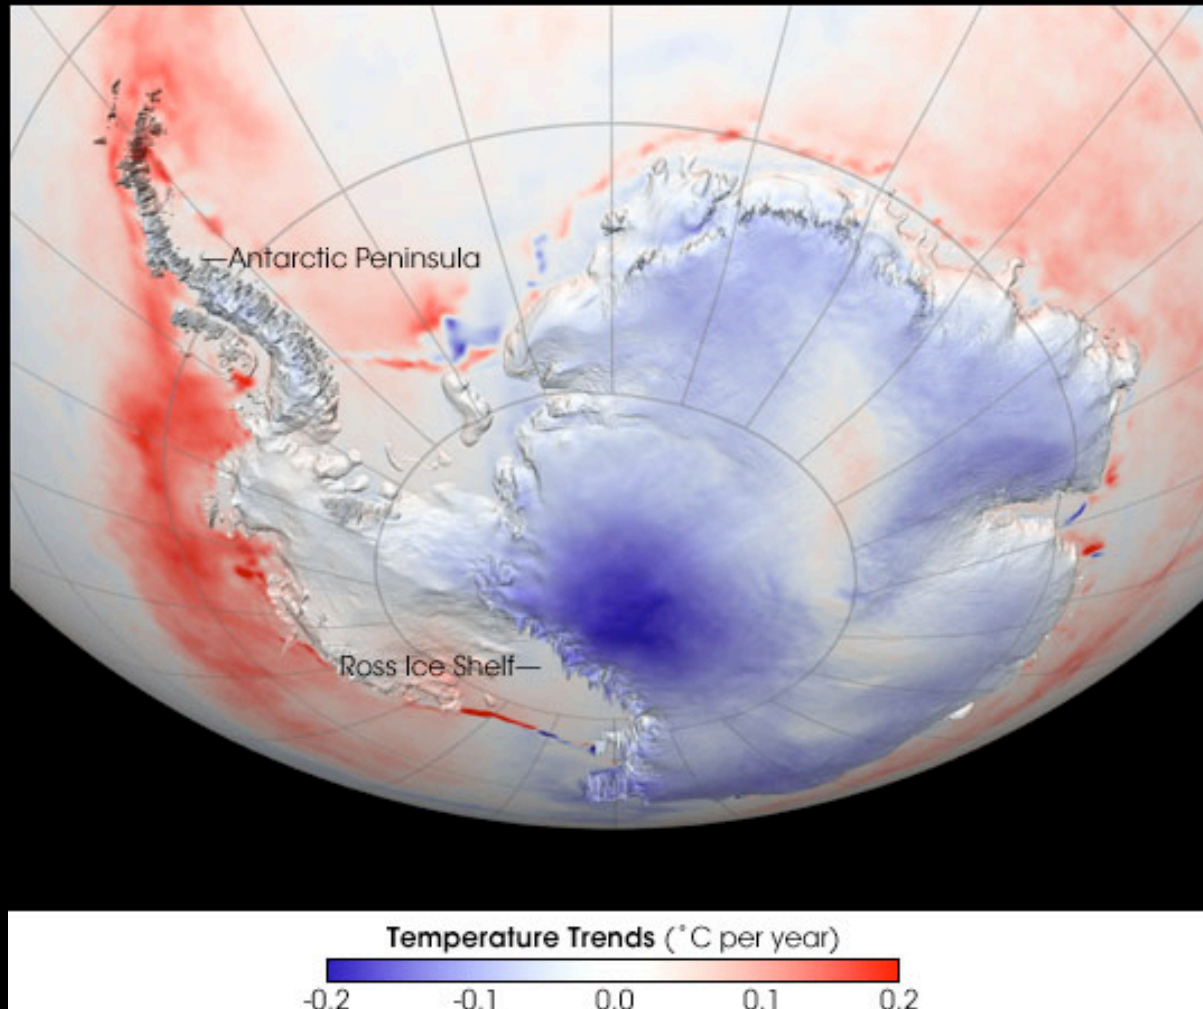 —Antarctic Peninsula
Ross Ice Shelf—
Temperature Trends (˚C per year)
-0.2 -0.1 0.0 0.1 0.2